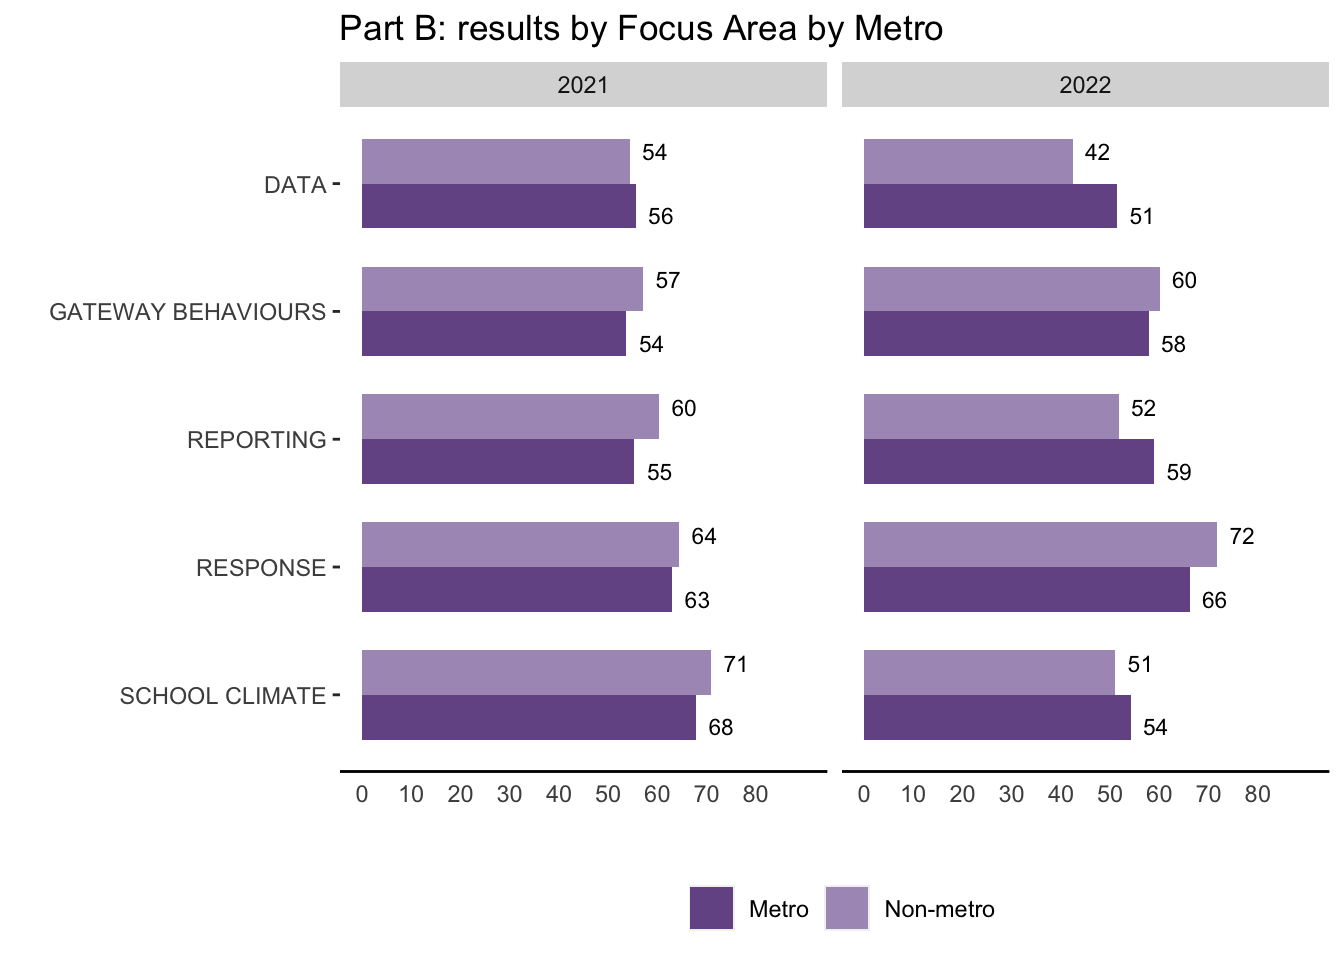 Part B: results by Focus Area by Metro
2021
2022
DATA
54
56
42
51
GATEWAY BEHAVIOURS
57
54
60
58
REPORTING
60
55
52
59
RESPONSE
64
63
72
66
SCHOOL CLIMATE
71
68
51
54
0 10 20 30 40 50 60 70 80
0 10 20 30 40 50 60 70 80
Metro
Non-metro